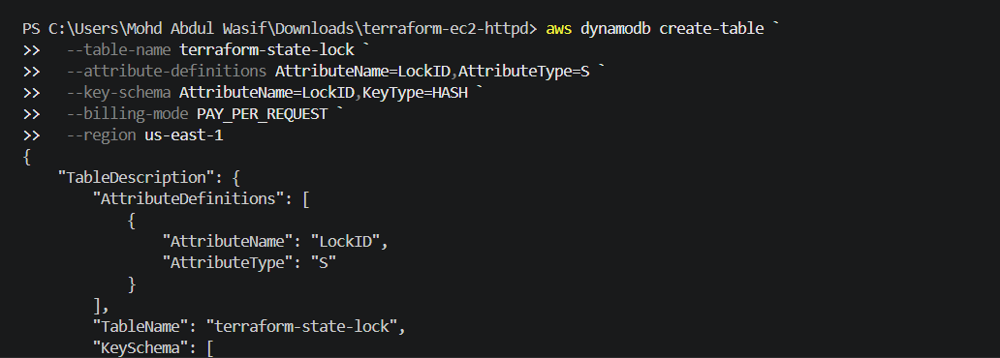 PS C:\Users\Mohd Abdul Wasif\Downloads\terraform-ec2-httpd> aws dynamodb create-table `
>>   --table-name terraform-state-lock `
>>   --attribute-definitions AttributeName=LockID,AttributeType=S `
>>   --key-schema AttributeName=LockID,KeyType=HASH `
>>   --billing-mode PAY_PER_REQUEST `
>>   --region us-east-1
{
    "TableDescription": {
        "AttributeDefinitions": [
            {
                "AttributeName": "LockID",
                "AttributeType": "S"
            }
        ],
        "TableName": "terraform-state-lock",
        "KeySchema": [